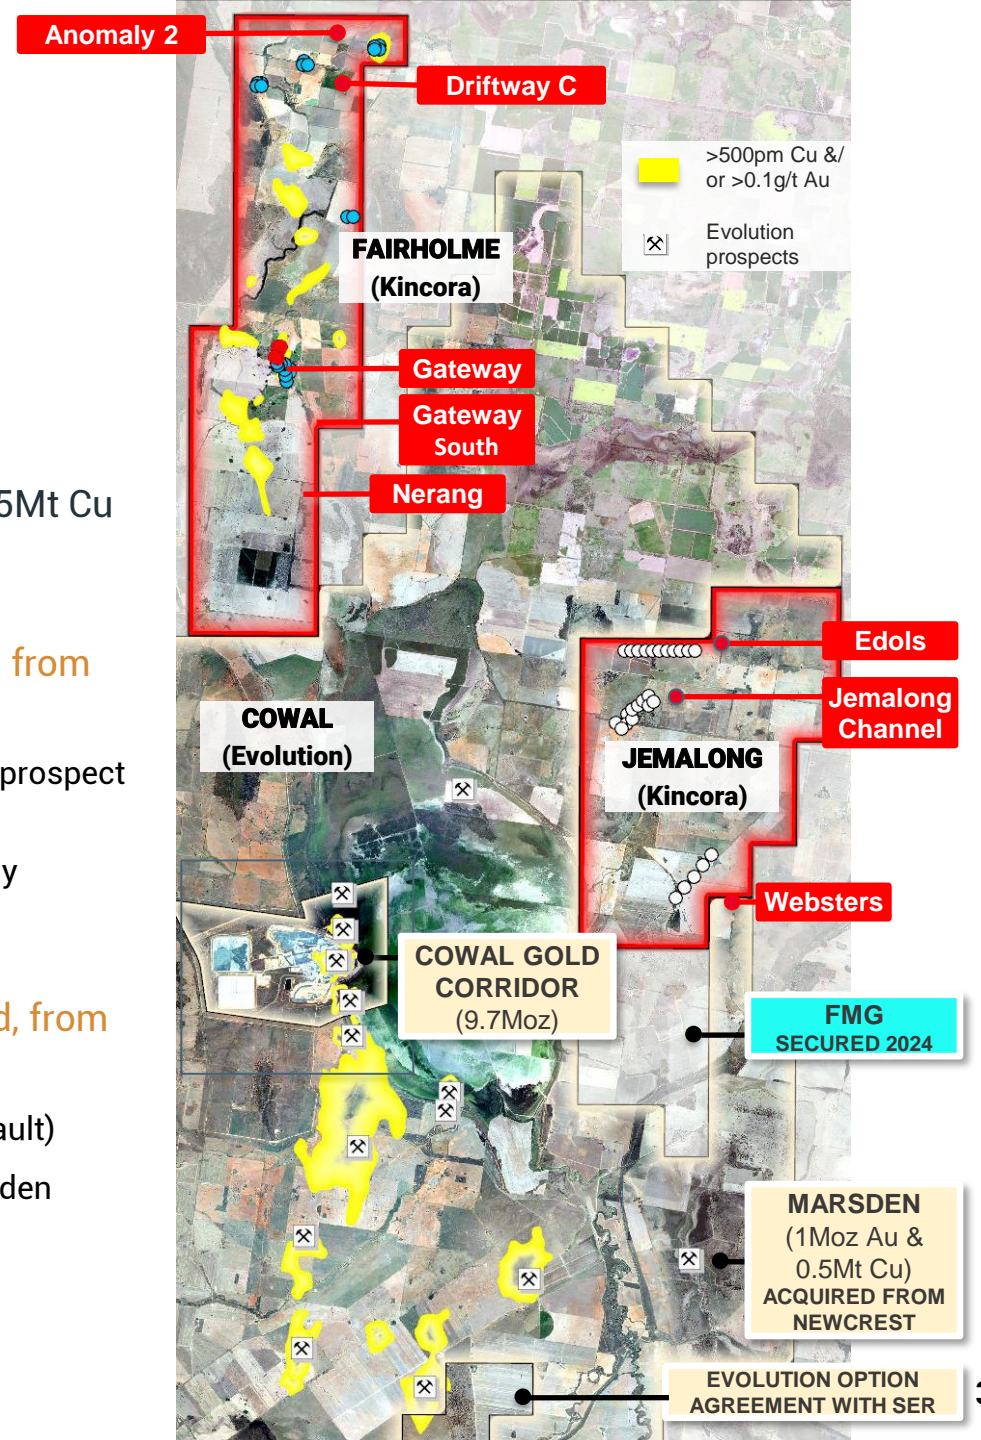 Anomaly 2
Driftway C
>500pm Cu &/
or >0.1g/t Au
Evolution
prospects
FAIRHOLME
(Kincora)
Gateway
Gateway
South
Nerang
5Mt Cu
from
prospect
y
d, from
ault)
den
Edols
Jemalong
Channel
COWAL
(Evolution)
JEMALONG
(Kincora)
Websters
COWAL GOLD
CORRIDOR
(9.7Moz)
FMG
SECURED 2024
MARSDEN
(1Moz Au &
0.5Mt Cu)
ACQUIRED FROM
NEWCREST
EVOLUTION OPTION
AGREEMENT WITH SER